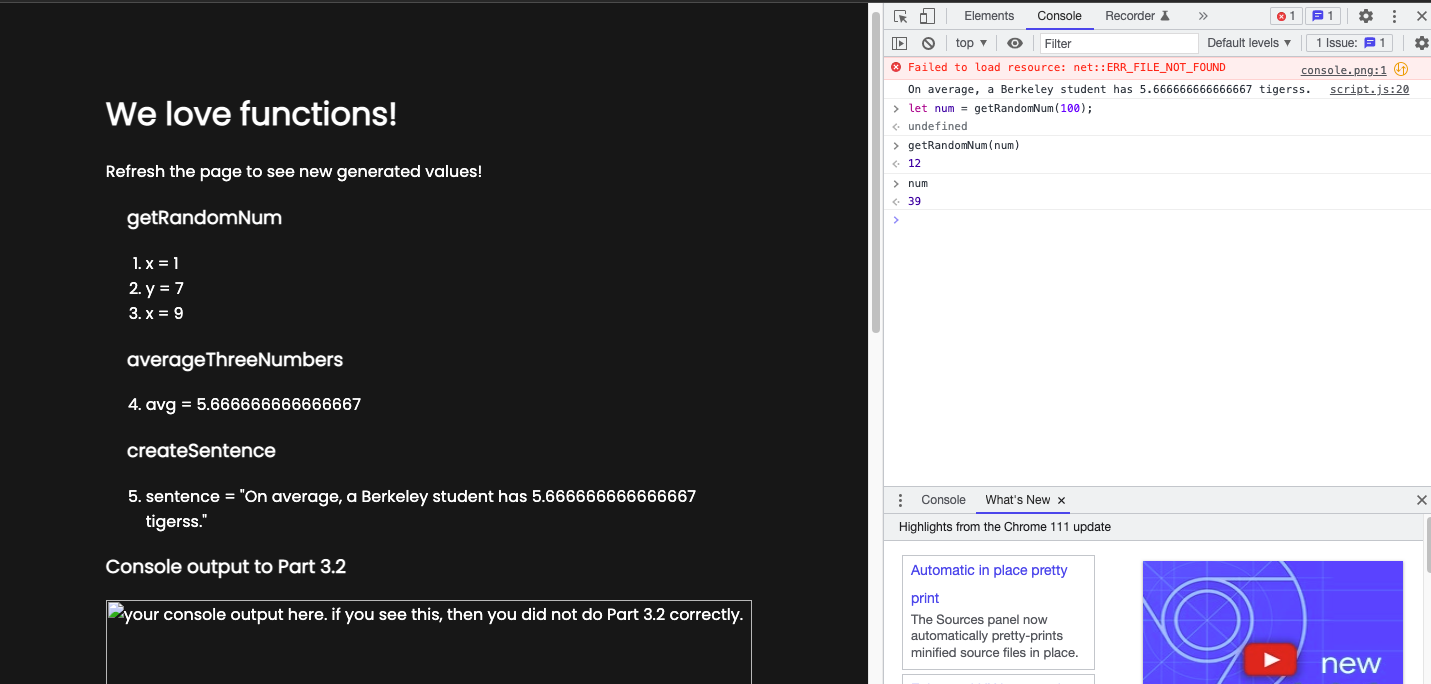 We love functions!
Refresh the page to see new generated values!
getRandomNum
1. x = 1
2. y = 7
3. x = 9
averageThreeNumbers
4. avg = 5.666666666666667
createSentence
5. sentence = "On average, a Berkeley student has 5.666666666666667
tigerss."
Console output to Part 3.2
your console output here. if you see this, then you did not do Part 3.2 correctly.
Elements Console Recorder 1 1
top Filter Default levels 1 Issue: 1
Failed to load resource: net::ERR_FILE_NOT_FOUND console.png:1
On average, a Berkeley student has 5.666666666666667 tigerss. script.js:20
let num = getRandomNum(100);
undefined
getRandomNum(num)
12
num
39
Console What's New
Highlights from the Chrome 111 update
Automatic in place pretty
print
The Sources panel now
automatically pretty-prints
minified source files in place.
new